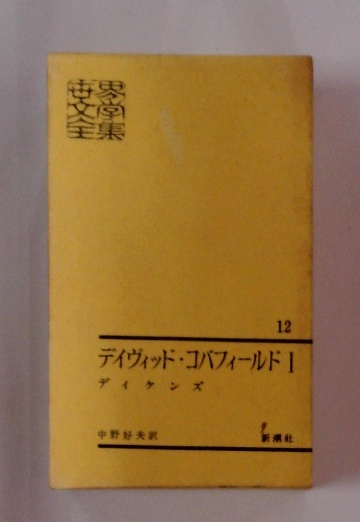 世界
文学
全集
12
デイヴィッド・コパフィールドⅠ
ディケンズ
中野好夫訳
新潮社